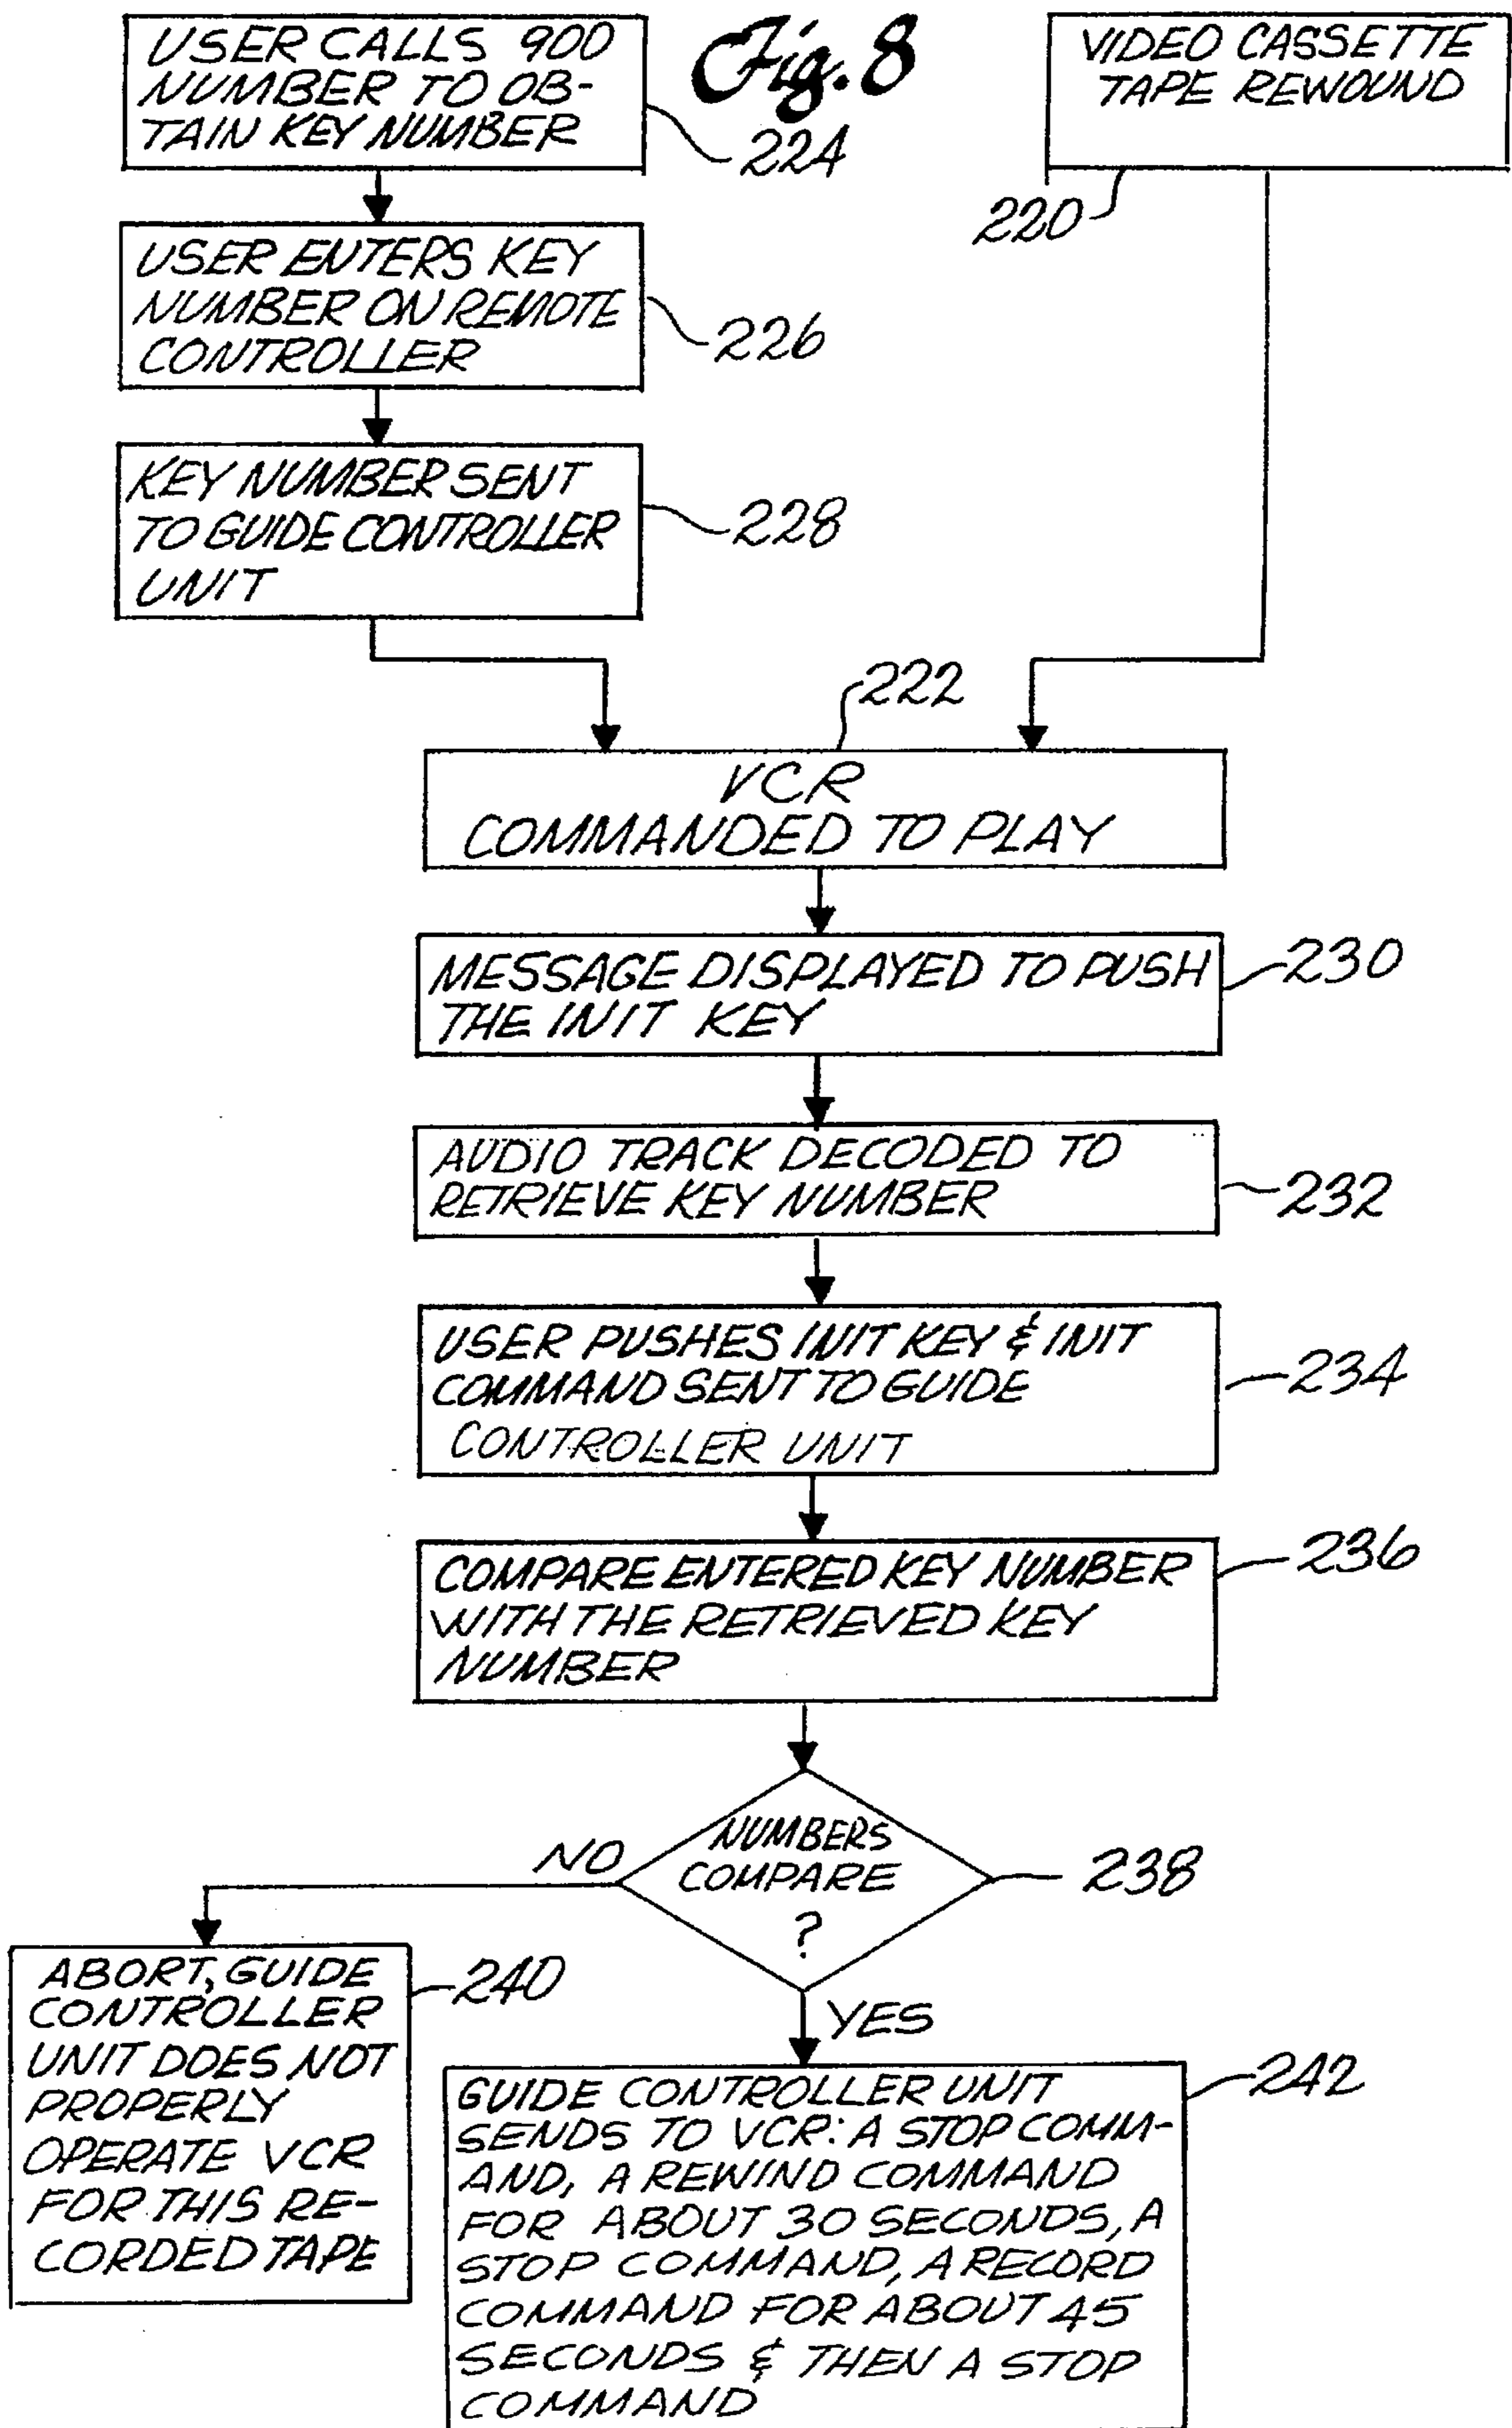 Fig. 8
USER CALLS 900
NUMBER TO OB-
TAIN KEY NUMBER
224
VIDEO CASSETTE
TAPE REWOUND
220
USER ENTERS KEY
NUMBER ON REMOTE
CONTROLLER
226
KEY NUMBER SENT
TO GUIDE CONTROLLER
UNIT
228
222
VCR
COMMANDED TO PLAY
MESSAGE DISPLAYED TO PUSH
THE INIT KEY
230
AUDIO TRACK DECODED TO
RETRIEVE KEY NUMBER
232
USER PUSHES INIT KEY & INIT
COMMAND SENT TO GUIDE
CONTROLLER UNIT
234
COMPARE ENTERED KEY NUMBER
WITH THE RETRIEVED KEY
NUMBER
236
NUMBERS
COMPARE
?
238
NO
YES
ABORT, GUIDE
CONTROLLER
UNIT DOES NOT
PROPERLY
OPERATE VCR
FOR THIS RE-
CORDED TAPE
240
GUIDE CONTROLLER UNIT
SENDS TO VCR: A STOP COMM-
AND, A REWIND COMMAND
FOR ABOUT 30 SECONDS, A
STOP COMMAND, A RECORD
COMMAND FOR ABOUT 45
SECONDS & THEN A STOP
COMMAND
242